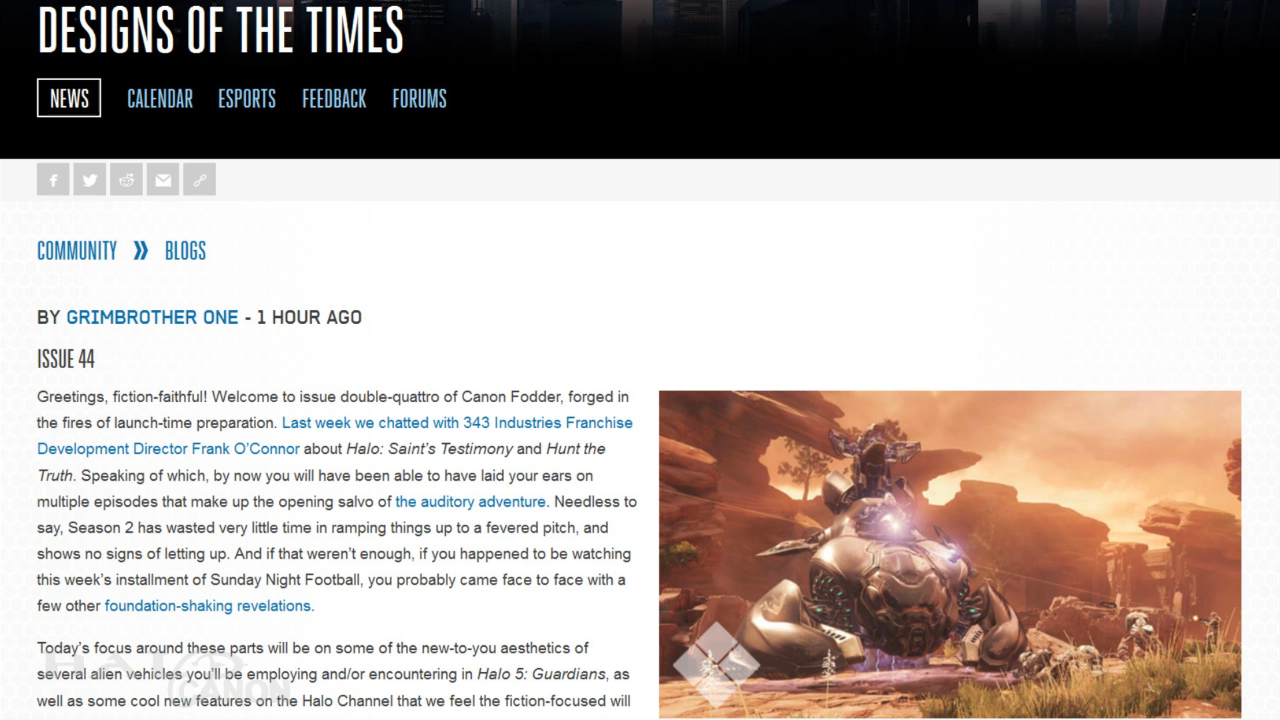 DESIGNS OF THE TIMES
NEWS CALENDAR ESPORTS FEEDBACK FORUMS
COMMUNITY » BLOGS
BY GRIMBROTHER ONE - 1 HOUR AGO
ISSUE 44
Greetings, fiction-faithful! Welcome to issue double-quattro of Canon Fodder, forged in
the fires of launch-time preparation. Last week we chatted with 343 Industries Franchise
Development Director Frank O’Connor about Halo: Saint’s Testimony and Hunt the
Truth. Speaking of which, by now you will have been able to have laid your ears on
multiple episodes that make up the opening salvo of the auditory adventure. Needless to
say, Season 2 has wasted very little time in ramping things up to a fevered pitch, and
shows no signs of letting up. And if that weren’t enough, if you happened to be watching
this week’s installment of Sunday Night Football, you probably came face to face with a
few other foundation-shaking revelations.
Today’s focus around these parts will be on some of the new-to-you aesthetics of
several alien vehicles you’ll be employing and/or encountering in Halo 5: Guardians, as
well as some cool new features on the Halo Channel that we feel the fiction-focused will
HALO
CANON